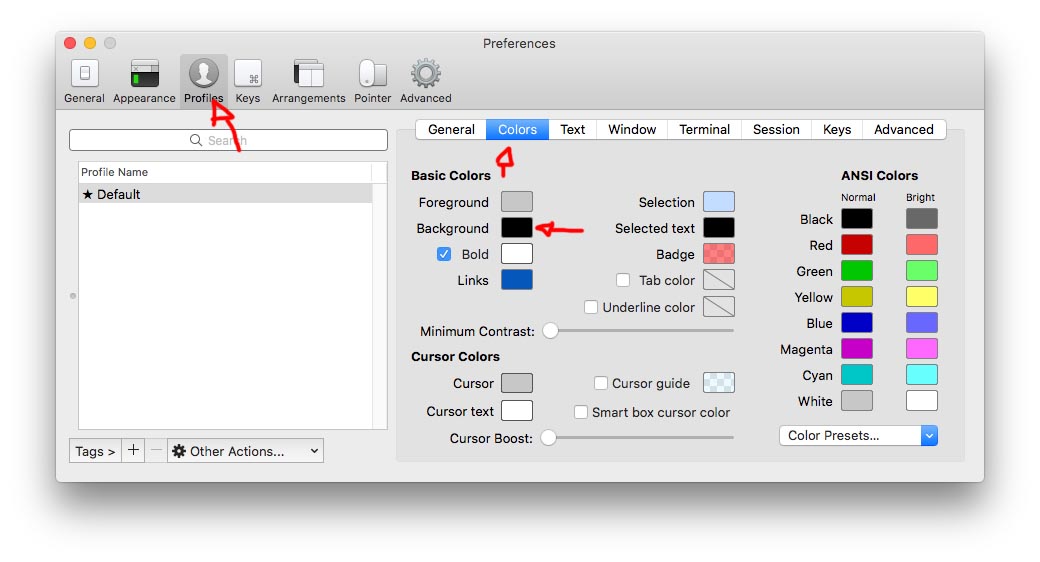 Preferences
General Appearance Profiles Keys Arrangements Pointer Advanced
Search
Profile Name
★ Default
Tags > + − Other Actions...
General Colors Text Window Terminal Session Keys Advanced
Basic Colors
Foreground
Background
Bold
Links
Selection
Selected text
Badge
Tab color
Underline color
Minimum Contrast:
Cursor Colors
Cursor
Cursor text
Cursor guide
Smart box cursor color
Cursor Boost:
ANSI Colors
Normal Bright
Black
Red
Green
Yellow
Blue
Magenta
Cyan
White
Color Presets...